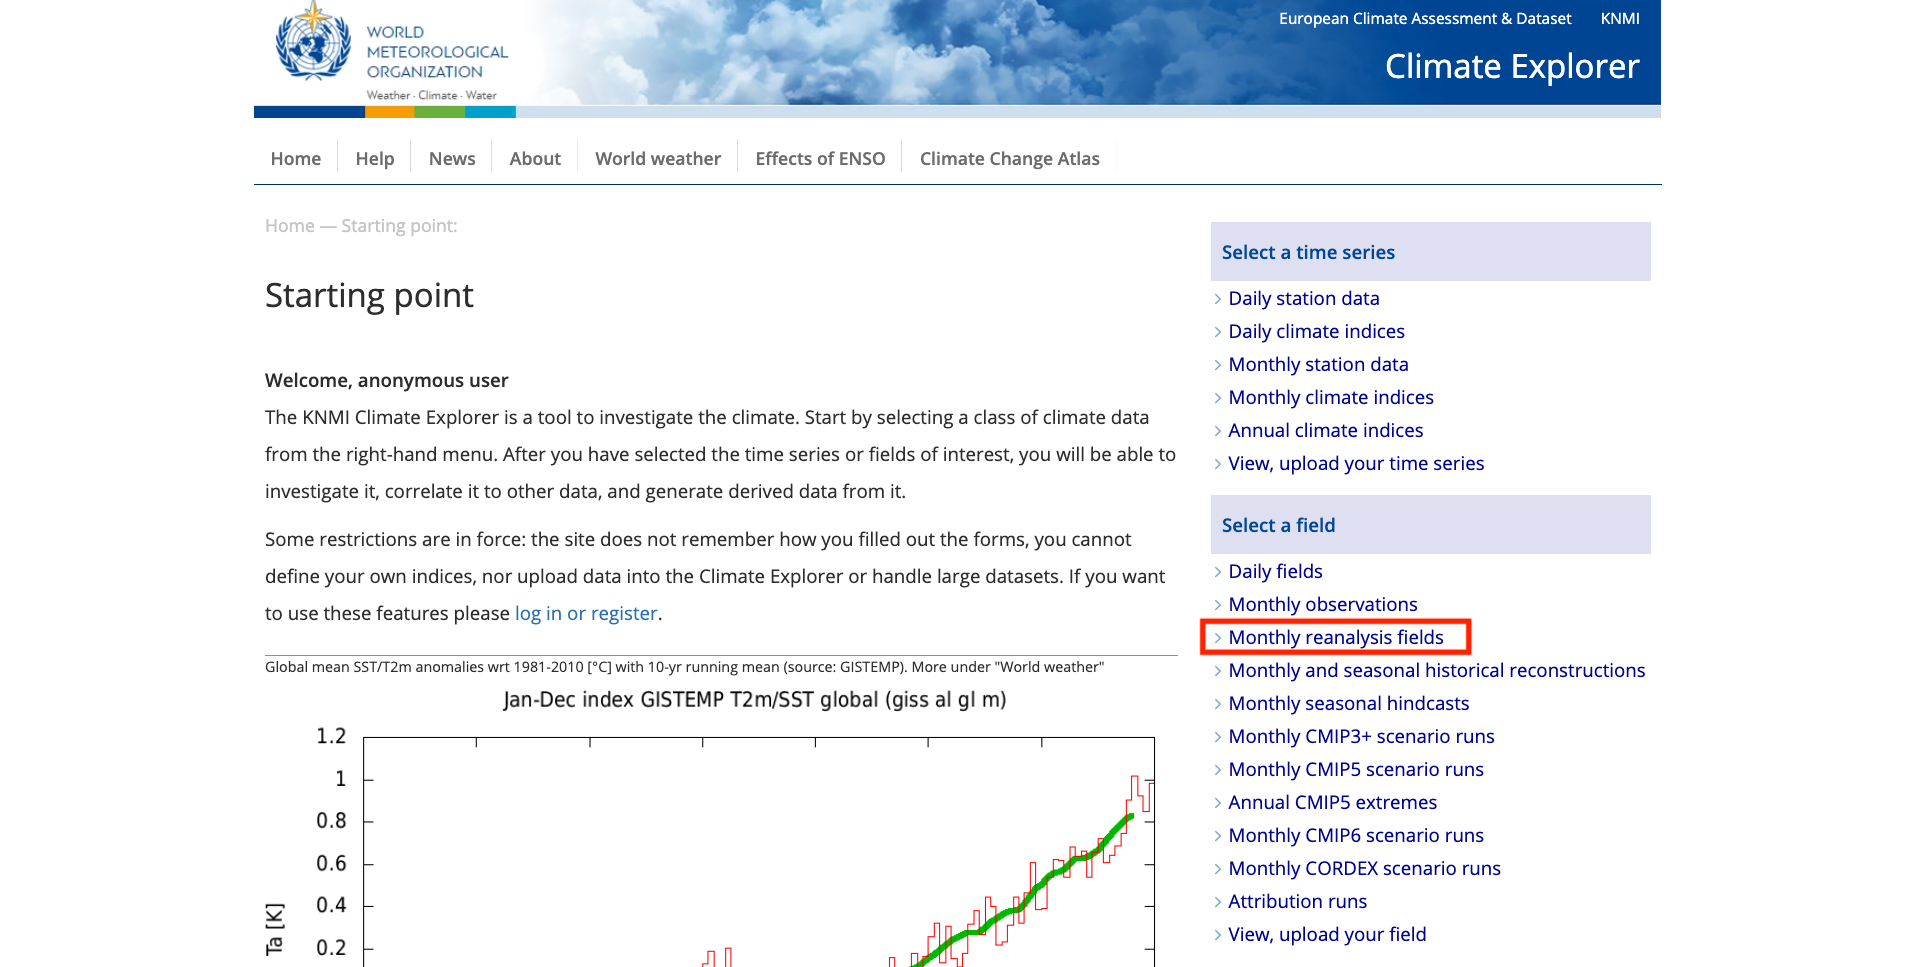 WORLD
METEOROLOGICAL
ORGANIZATION
Weather · Climate · Water
European Climate Assessment & Dataset KNMI
Climate Explorer
Home Help News About World weather Effects of ENSO Climate Change Atlas
Home — Starting point:
Starting point
Welcome, anonymous user
The KNMI Climate Explorer is a tool to investigate the climate. Start by selecting a class of climate data
from the right-hand menu. After you have selected the time series or fields of interest, you will be able to
investigate it, correlate it to other data, and generate derived data from it.
Some restrictions are in force: the site does not remember how you filled out the forms, you cannot
define your own indices, nor upload data into the Climate Explorer or handle large datasets. If you want
to use these features please log in or register.
Global mean SST/T2m anomalies wrt 1981-2010 [°C] with 10-yr running mean (source: GISTEMP). More under "World weather"
Jan-Dec index GISTEMP T2m/SST global (giss al gl m)
1.2
1
0.8
0.6
0.4
0.2
Ta [K]
Select a time series
Daily station data
Daily climate indices
Monthly station data
Monthly climate indices
Annual climate indices
View, upload your time series
Select a field
Daily fields
Monthly observations
Monthly reanalysis fields
Monthly and seasonal historical reconstructions
Monthly seasonal hindcasts
Monthly CMIP3+ scenario runs
Monthly CMIP5 scenario runs
Annual CMIP5 extremes
Monthly CMIP6 scenario runs
Monthly CORDEX scenario runs
Attribution runs
View, upload your field